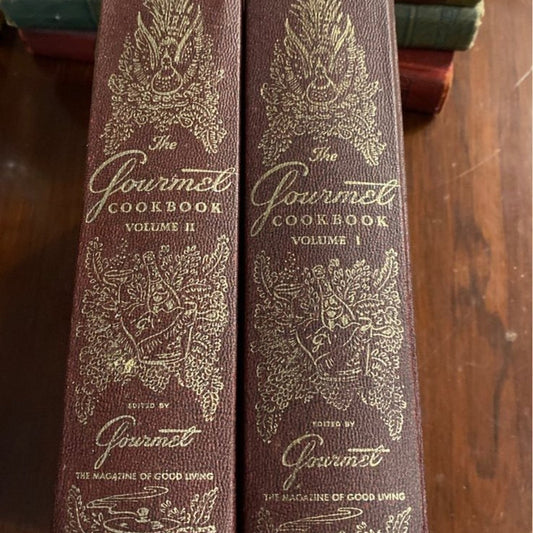 The
Gourmet
COOKBOOK
VOLUME II
EDITED BY
Gourmet
THE MAGAZINE OF GOOD LIVING
The
Gourmet
COOKBOOK
VOLUME I
EDITED BY
Gourmet
THE MAGAZINE OF GOOD LIVING